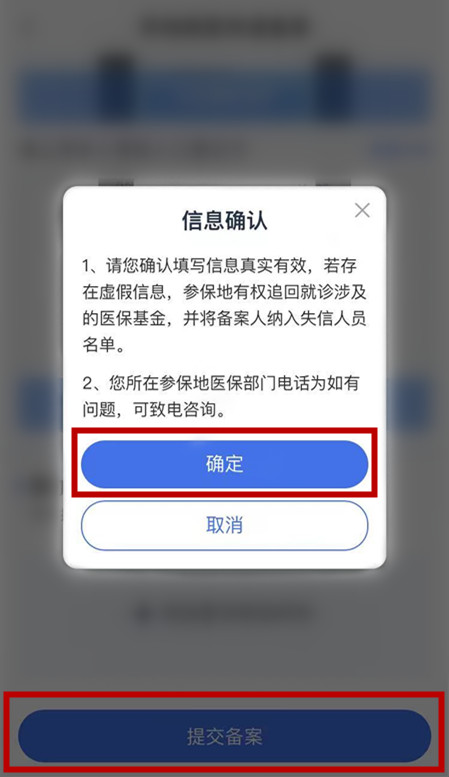 信息确认
1、请您确认填写信息真实有效，若存
在虚假信息，参保地有权追回就诊涉及
的医保基金，并将备案人纳入失信人员
名单。
2、您所在参保地医保部门电话为如有
问题，可致电咨询。
确定
取消
提交备案